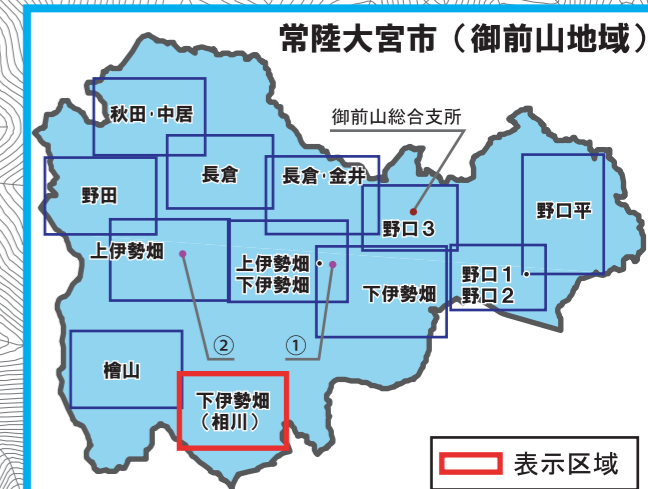 常陸大宮市（御前山地域）
御前山総合支所
秋田·中居
長倉
長倉·金井
野田
野口３
野口平
上伊勢畑
上伊勢畑
下伊勢畑
下伊勢畑
野口１
野口２
②
①
檜山
下伊勢畑
（相川）
表示区域